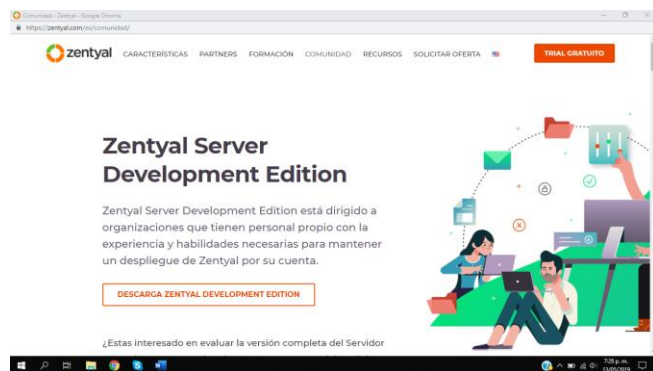 Comunidad - Zentyal - Google Chrome
https://zentyal.com/es/comunidad/
zentyal CARACTERÍSTICAS PARTNERS FORMACIÓN COMUNIDAD RECURSOS SOLICITAR OFERTA TRIAL GRATUITO
Zentyal Server
Development Edition
Zentyal Server Development Edition está dirigido a
organizaciones que tienen personal propio con la
experiencia y habilidades necesarias para mantener
un despliegue de Zentyal por su cuenta.
DESCARGA ZENTYAL DEVELOPMENT EDITION
¿Estas interesado en evaluar la versión completa del Servidor
7:28 p. m.
13/05/2019